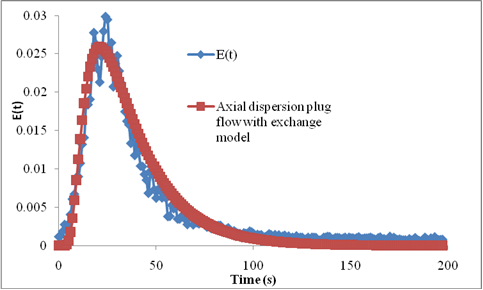 0.03
0.025
0.02
0.015
0.01
0.005
0
E(t)
0
50
100
150
200
Time (s)
E(t)
Axial dispersion plug
flow with exchange
model